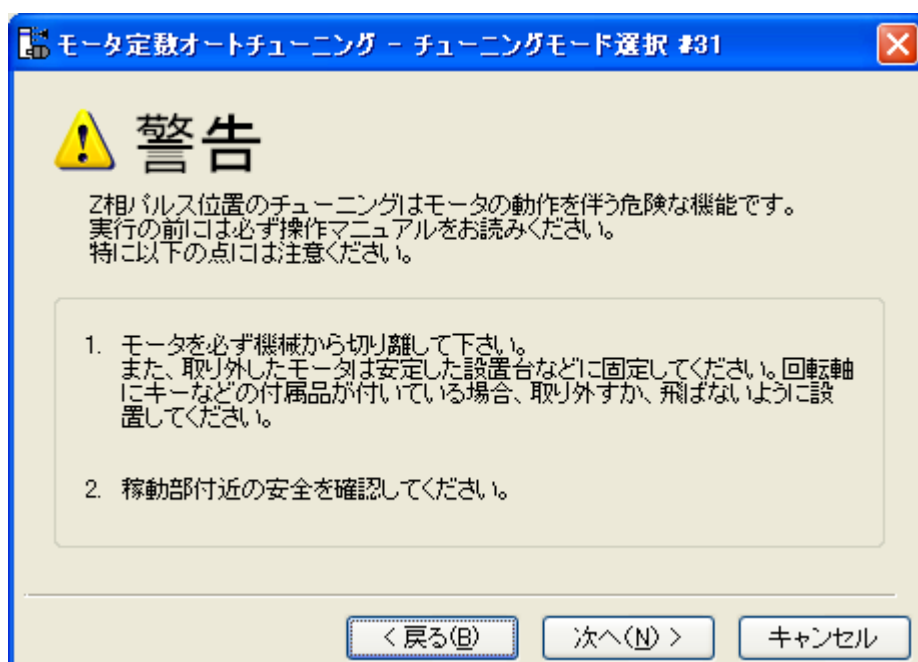 モータ定数オートチューニング - チューニングモード選択 #31
警告
Z相パルス位置のチューニングはモータの動作を伴う危険な機能です。
実行の前には必ず操作マニュアルをお読みください。
特に以下の点には注意ください。
1. モータを必ず機械から切り離して下さい。
また、取り外したモータは安定した設置台などに固定してください。回転軸
にキーなどの付属品が付いている場合、取り外すか、飛ばないように設
置してください。
2. 稼動部付近の安全を確認してください。
< 戻る(B)
次へ(N) >
キャンセル